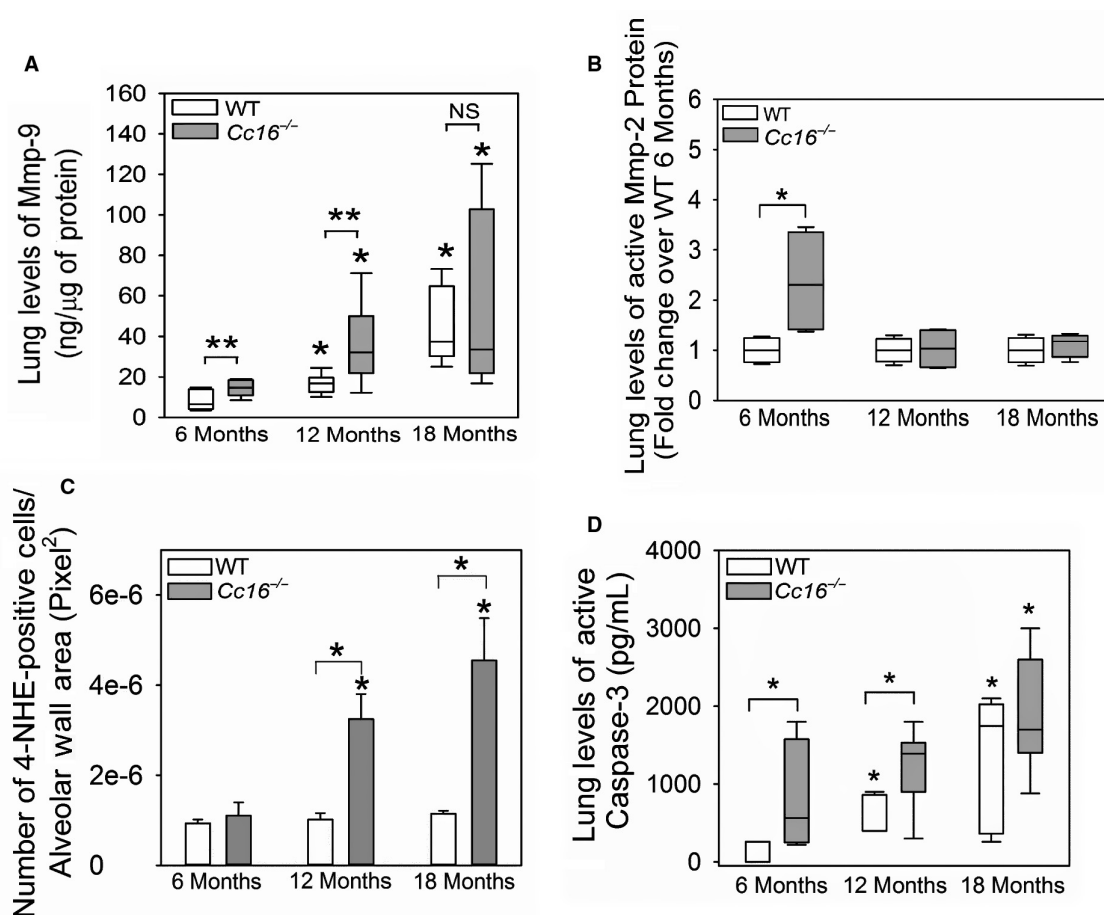 A
Lung levels of Mmp-9
(ng/µg of protein)
160
140
120
100
80
60
40
20
0
WT
Cc16−/−
**
*
**
*
*
NS
*
6 Months
12 Months
18 Months
B
Lung levels of active Mmp-2 Protein
(Fold change over WT 6 Months)
6
5
4
3
2
1
0
WT
Cc16−/−
*
6 Months
12 Months
18 Months
C
Number of 4-NHE-positive cells/
Alveolar wall area (Pixel2)
6e-6
4e-6
2e-6
0
WT
Cc16−/−
*
*
*
*
6 Months
12 Months
18 Months
D
Lung levels of active
Caspase-3 (pg/mL)
4000
3000
2000
1000
0
WT
Cc16−/−
*
*
*
*
*
6 Months
12 Months
18 Months